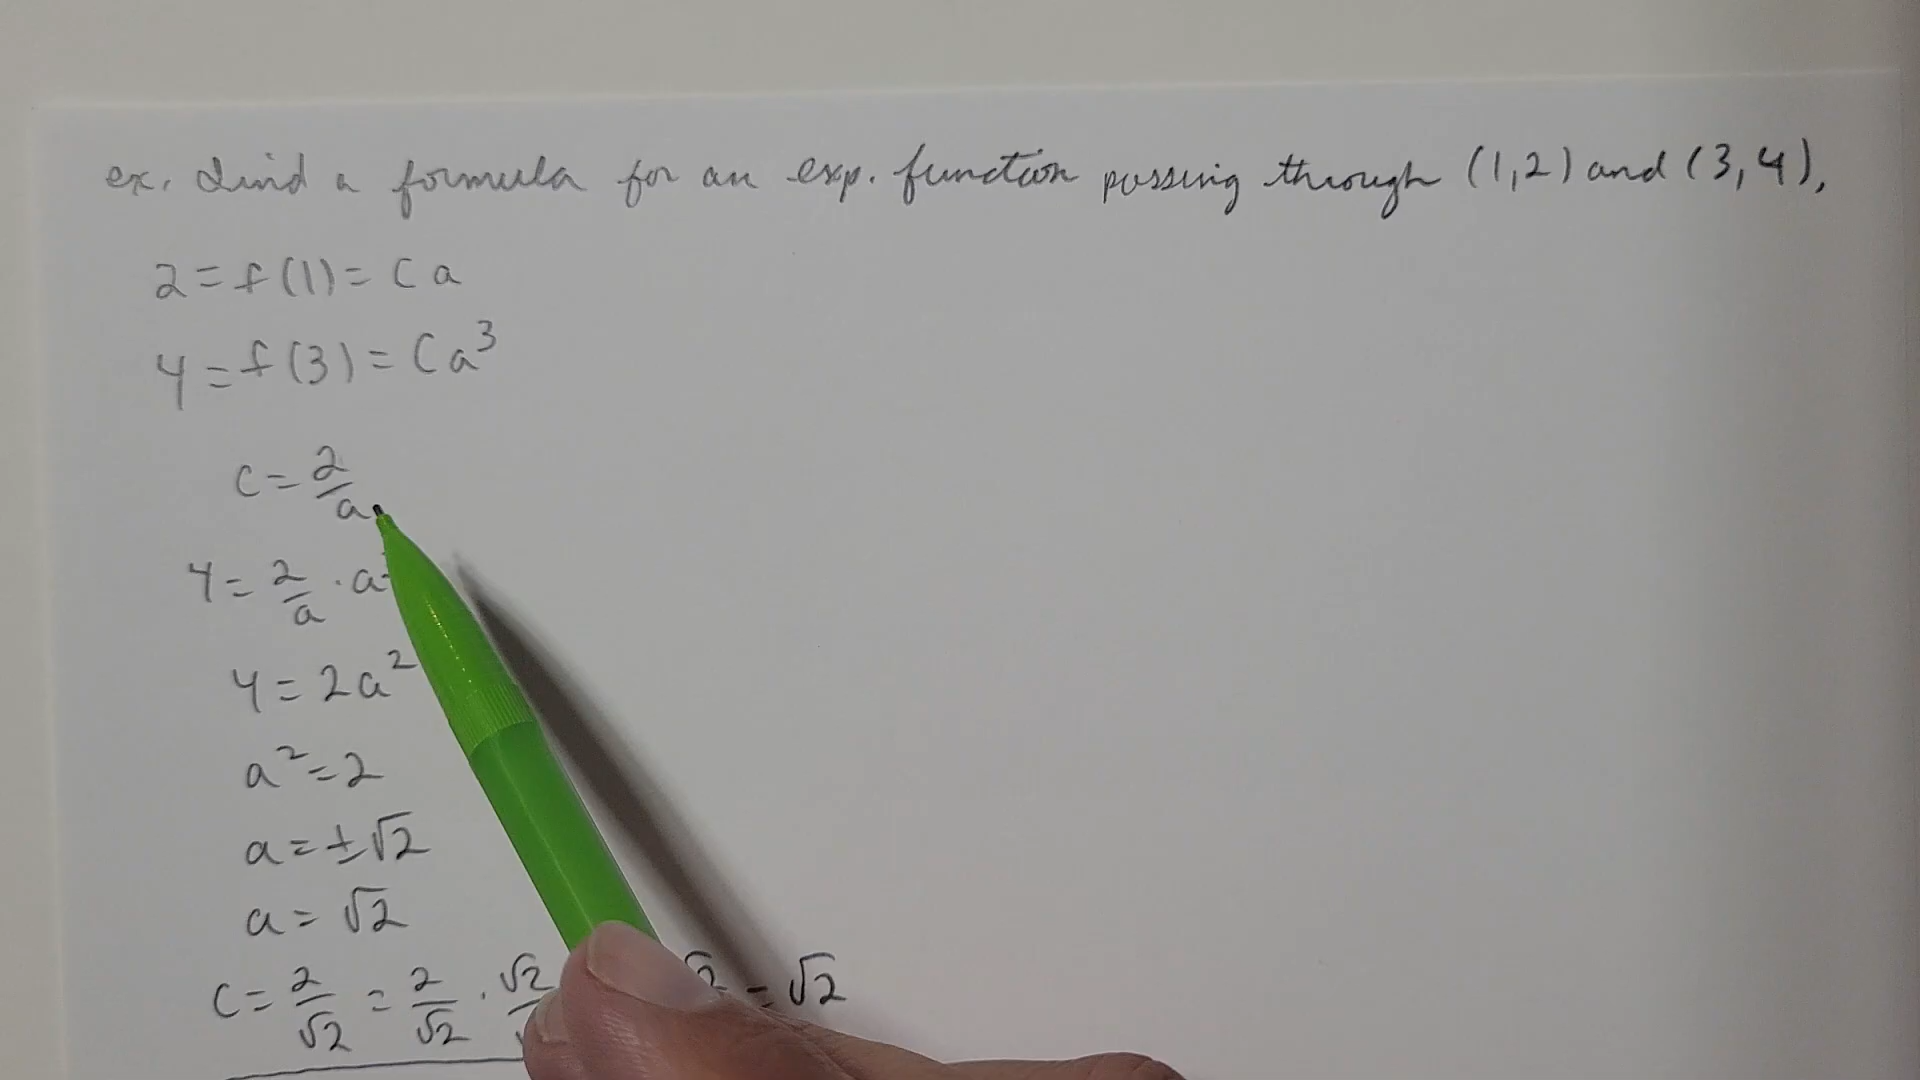 ex. Find a formula for an exp. function passing through (1,2) and (3,4).
2 = f(1) = Ca
4 = f(3) = Ca³
C = 2/a
4 = 2/a · a
4 = 2a²
a² = 2
a = ±√2
a = √2
C = 2/√2 = 2/√2 · √2 = √2